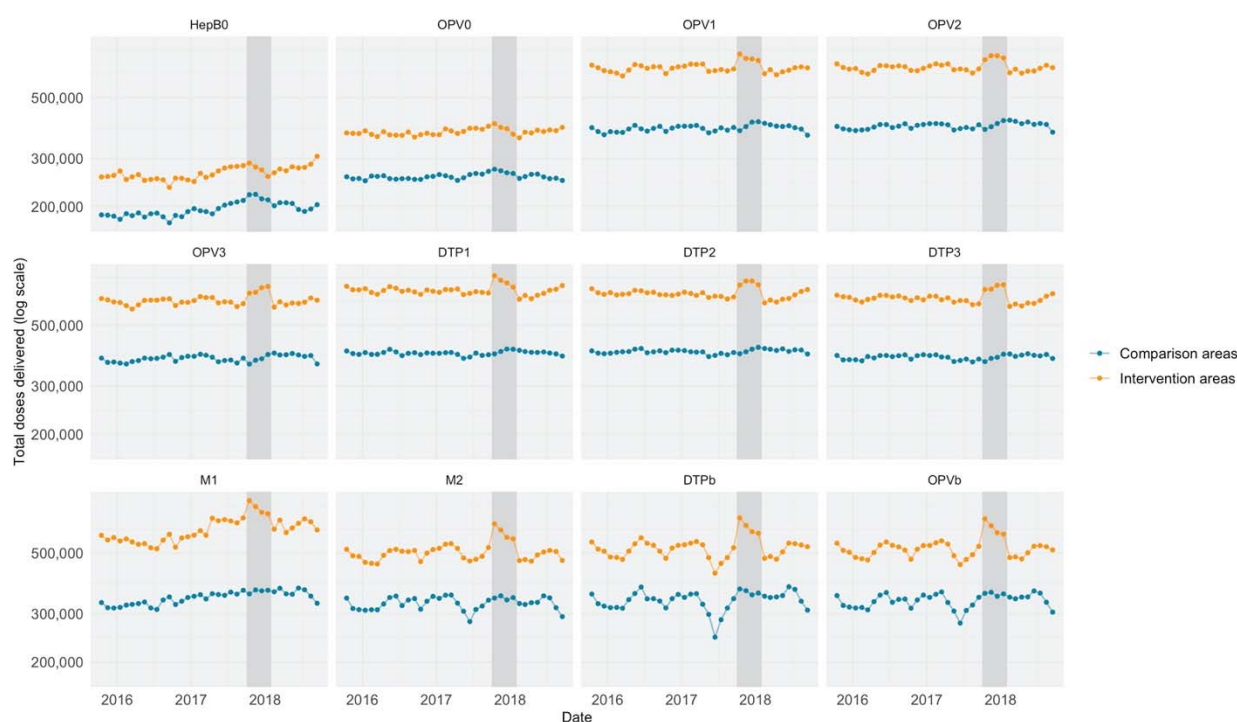 HepB0 OPV0 OPV1 OPV2
500,000
300,000
200,000
OPV3 DTP1 DTP2 DTP3
500,000
300,000
200,000
M1 M2 DTPb OPVb
500,000
300,000
200,000
2016 2017 2018 2016 2017 2018 2016 2017 2018 2016 2017 2018
Date
Total doses delivered (log scale)
Comparison areas
Intervention areas